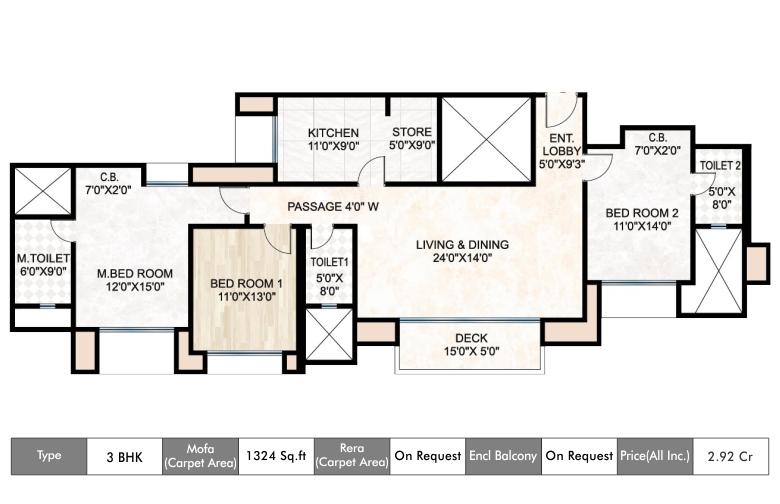 KITCHEN
11'0"X9'0"
STORE
5'0"X9'0"
ENT.
LOBBY
5'0"X9'3"
C.B.
7'0"X2'0"
TOILET 2
5'0"X
8'0"
BED ROOM 2
11'0"X14'0"
C.B.
7'0"X2'0"
PASSAGE 4'0" W
M.TOILET
6'0"X9'0"
M.BED ROOM
12'0"X15'0"
BED ROOM 1
11'0"X13'0"
TOILET1
5'0"X
8'0"
LIVING & DINING
24'0"X14'0"
DECK
15'0"X 5'0"
Type
3 BHK
Mofa
(Carpet Area)
1324 Sq.ft
Rera
(Carpet Area)
On Request
Encl Balcony
On Request
Price(All Inc.)
2.92 Cr